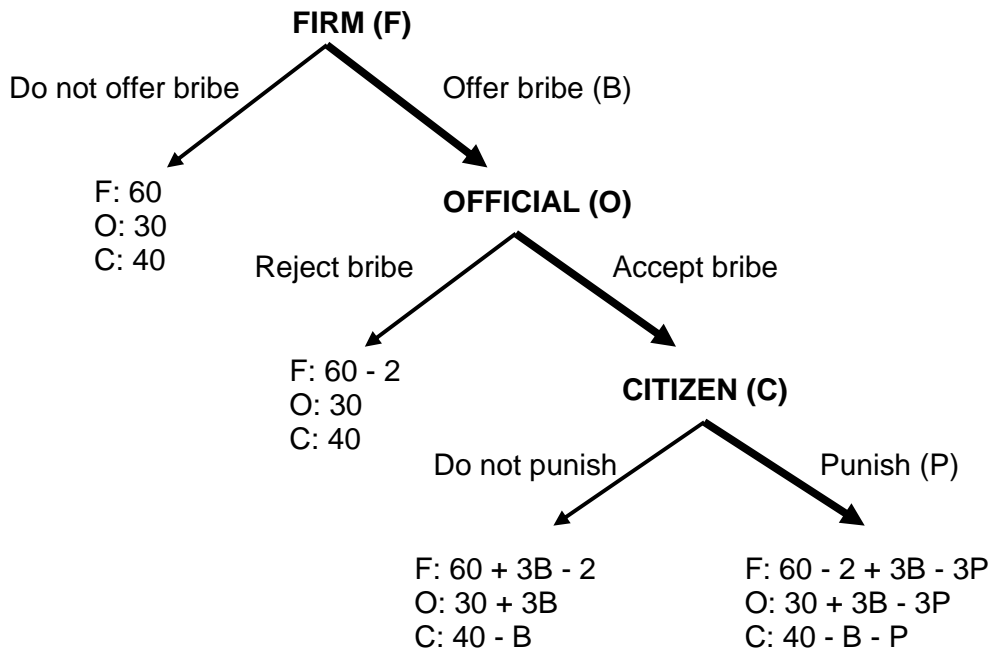 FIRM (F)
Do not offer bribe
Offer bribe (B)
F: 60
O: 30
C: 40
OFFICIAL (O)
Reject bribe
Accept bribe
F: 60 - 2
O: 30
C: 40
CITIZEN (C)
Do not punish
Punish (P)
F: 60 + 3B - 2
O: 30 + 3B
C: 40 - B
F: 60 - 2 + 3B - 3P
O: 30 + 3B - 3P
C: 40 - B - P